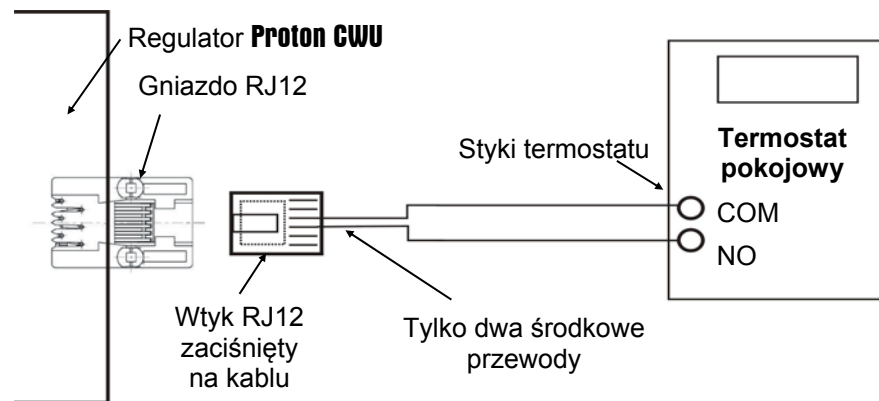 Regulator Proton CWU
Gniazdo RJ12
Styki termostatu
Termostat
pokojowy
COM
NO
Wtyk RJ12
zaciśnięty
na kablu
Tylko dwa środkowe
przewody